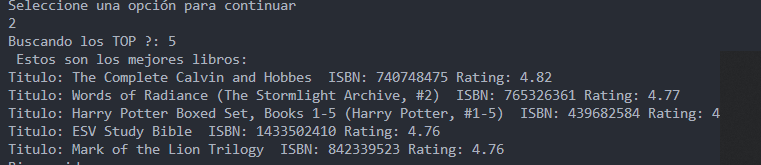 Seleccione una opción para continuar
2
Buscando los TOP ?: 5
Estos son los mejores libros:
Titulo: The Complete Calvin and Hobbes ISBN: 740748475 Rating: 4.82
Titulo: Words of Radiance (The Stormlight Archive, #2) ISBN: 765326361 Rating: 4.77
Titulo: Harry Potter Boxed Set, Books 1-5 (Harry Potter, #1-5) ISBN: 439682584 Rating: 4
Titulo: ESV Study Bible ISBN: 1433502410 Rating: 4.76
Titulo: Mark of the Lion Trilogy ISBN: 842339523 Rating: 4.76